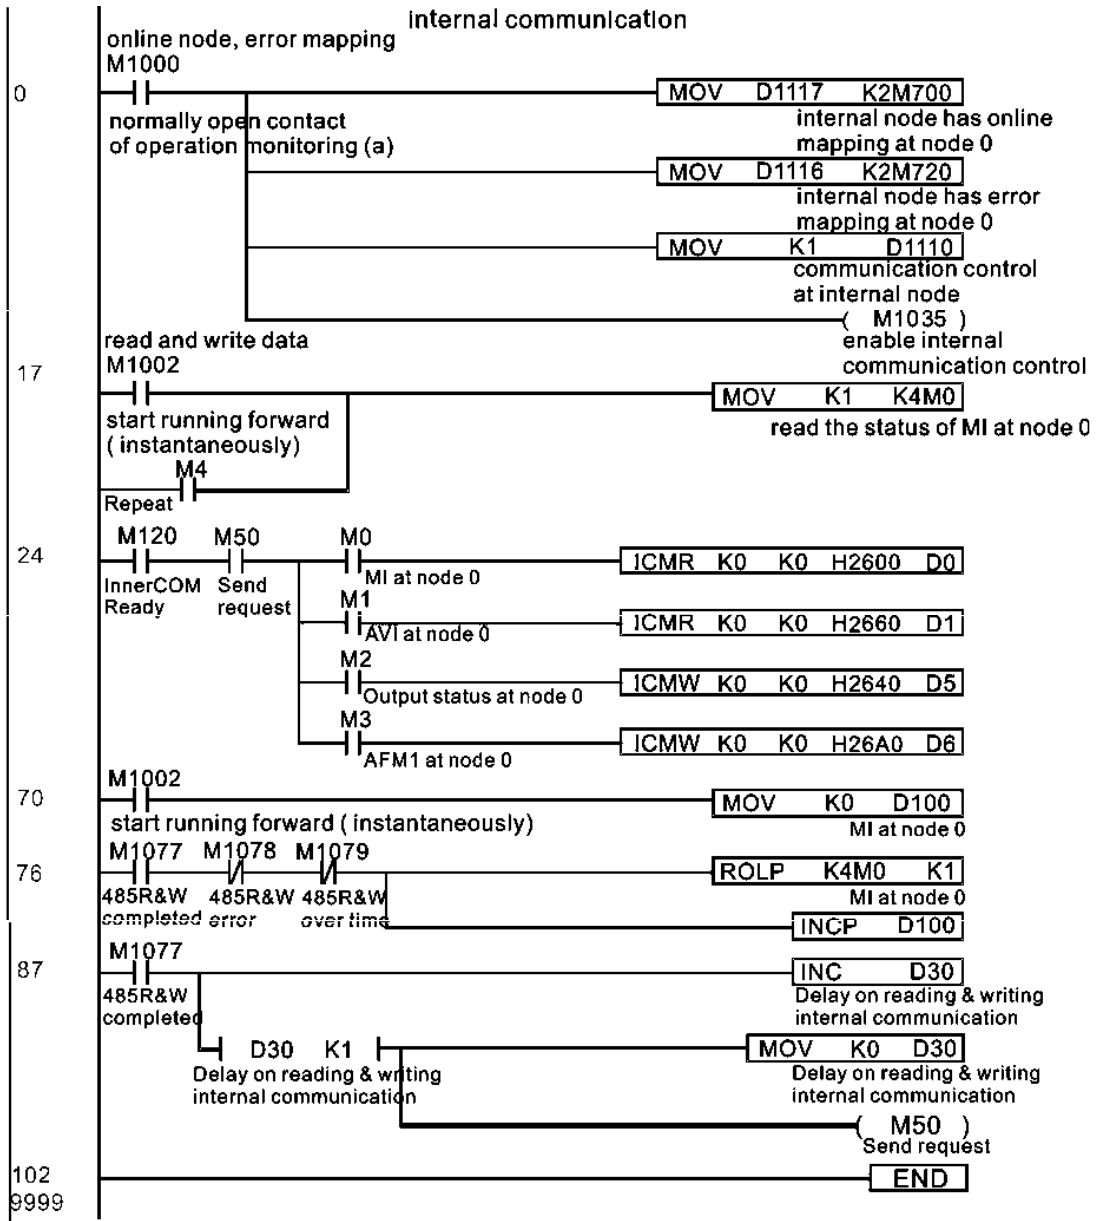 internal communication
online node, error mapping
M1000
0
MOV D1117 K2M700
normally open contact
of operation monitoring (a)
internal node has online
mapping at node 0
MOV D1116 K2M720
internal node has error
mapping at node 0
MOV K1 D1110
communication control
at internal node
( M1035 )
enable internal
communication control
read and write data
M1002
17
MOV K1 K4M0
start running forward
( instantaneously)
read the status of MI at node 0
M4
Repeat
M120 M50 M0
24
ICMR K0 K0 H2600 D0
InnerCOM
Ready
Send
request
MI at node 0
M1
ICMR K0 K0 H2660 D1
AVI at node 0
M2
ICMW K0 K0 H2640 D5
Output status at node 0
M3
ICMW K0 K0 H26A0 D6
AFM1 at node 0
M1002
70
MOV K0 D100
start running forward ( instantaneously)
MI at node 0
M1077 M1078 M1079
76
ROLP K4M0 K1
MI at node 0
485R&W
completed
485R&W
error
485R&W
over time
INCP D100
M1077
87
INC D30
485R&W
completed
Delay on reading & writing
internal communication
D30 K1
MOV K0 D30
Delay on reading & writing
internal communication
Delay on reading & writing
internal communication
( M50 )
Send request
102
END
9999